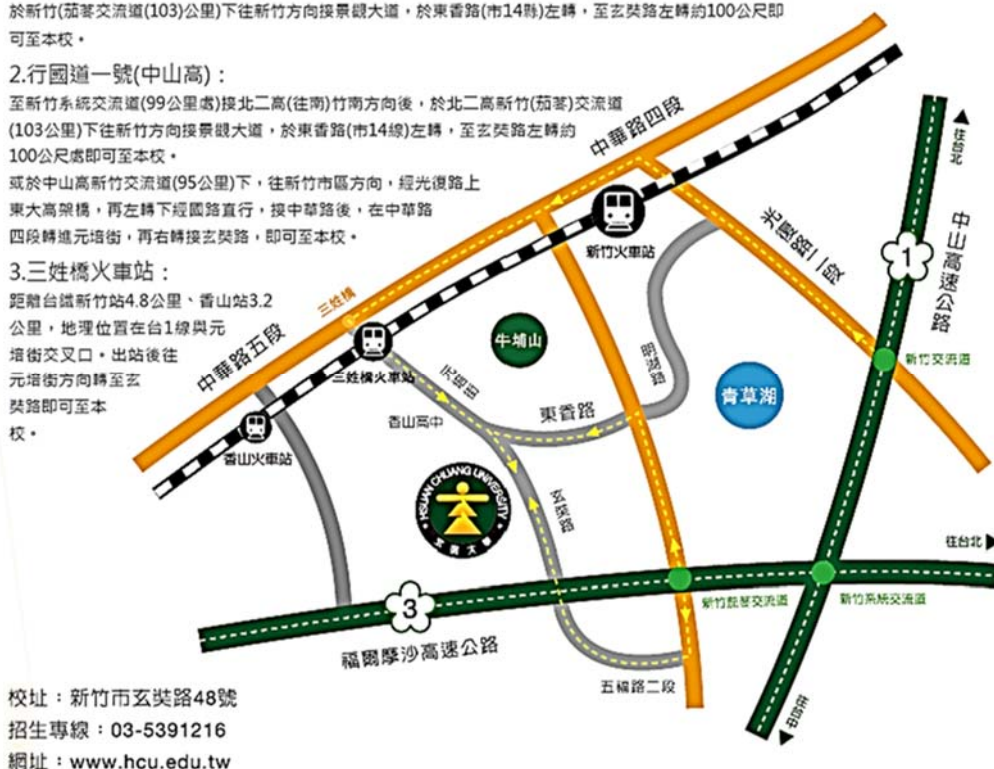 於新竹(茄苳交流道(103)公里)下往新竹方向接景觀大道，於東香路(市14縣)左轉，至玄奘路左轉約100公尺即
可至本校。
2.行國道一號(中山高)：
至新竹系統交流道(99公里處)接北二高(往南)竹南方向後，於北二高新竹(茄苳)交流道
(103公里)下往新竹方向接景觀大道，於東香路(市14線)左轉，至玄奘路左轉約
100公尺處即可至本校。
或於中山高新竹交流道(95公里)下，往新竹市區方向，經光復路上
東大高架橋，再左轉下經國路直行，接中華路後，在中華路
四段轉進元培街，再右轉接玄奘路，即可至本校。
3.三姓橋火車站：
距離台鐵新竹站4.8公里、香山站3.2
公里，地理位置在台1線與元
培街交叉口。出站後往
元培街方向轉至玄
奘路即可至本
校。
中華路四段
往台北
中山高速公路
1
光復路二段
新竹火車站
三姓橋
新竹交流道
牛埔山
明湖路
中華路五段
三姓橋火車站
元培街
青草湖
東香路
香山高中
香山火車站
HSUAN CHUANG UNIVERSITY
玄奘大學
玄奘路
往台北
3
新竹茄苳交流道
新竹系統交流道
福爾摩沙高速公路
五福路二段
校址：新竹市玄奘路48號
招生專線：03-5391216
網址：www.hcu.edu.tw